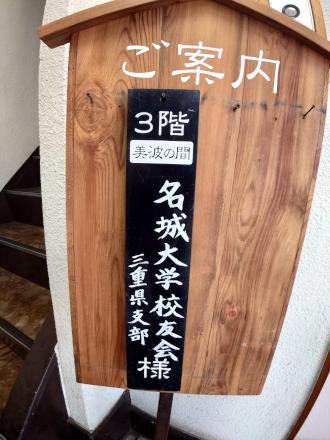 ご案内
3階
美波の間
名城大学校友会様
三重県支部